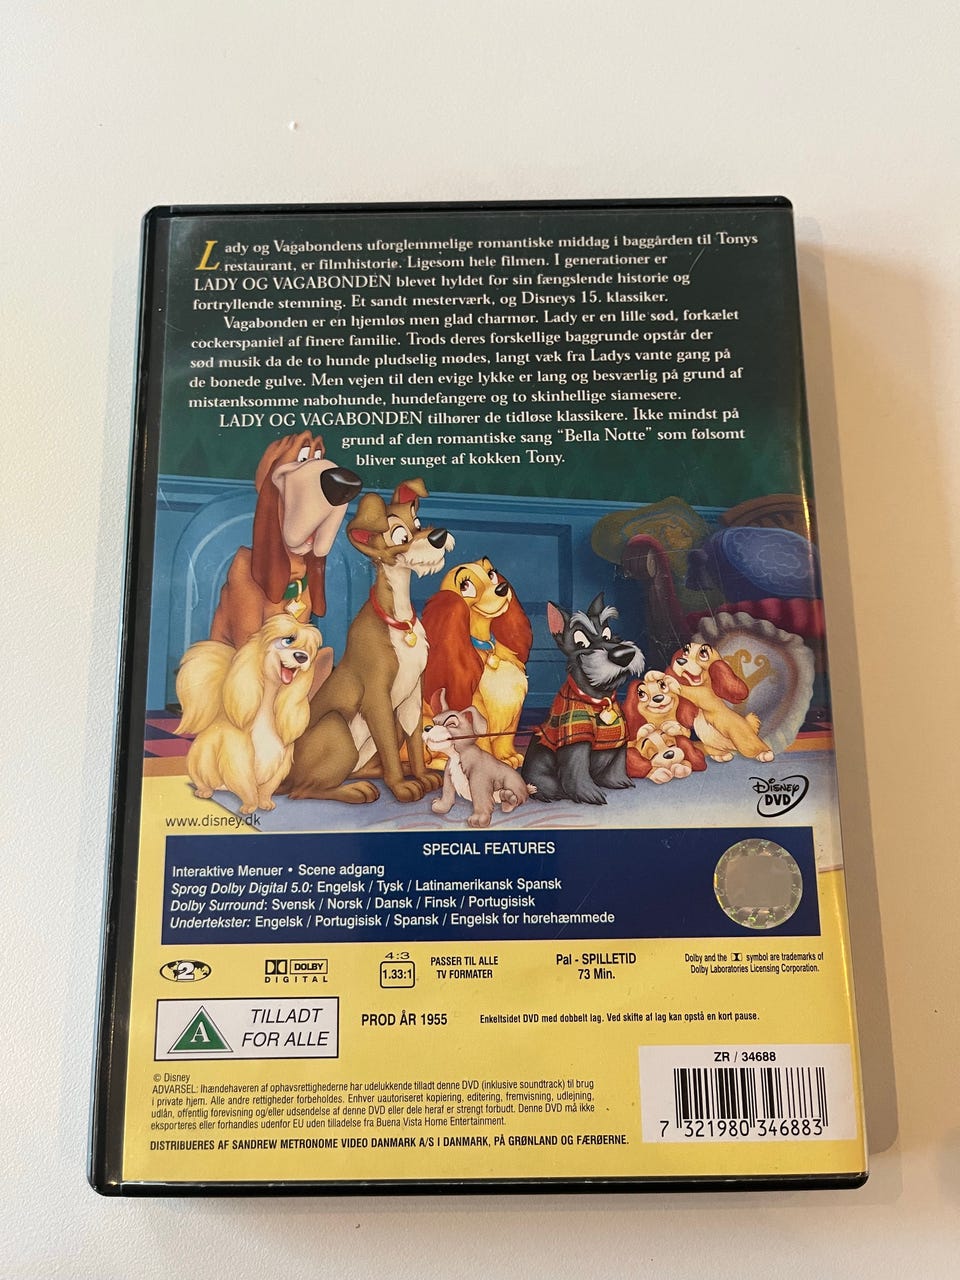 Lady og Vagabondens uforglemmelige romantiske middag i baggården til Tonys
restaurant, er filmhistorie. Ligesom hele filmen. I generationer er
LADY OG VAGABONDEN blevet hyldet for sin fængslende historie og
fortryllende stemning. Et sandt mesterværk, og Disneys 15. klassiker.
Vagabonden er en hjemløs men glad charmør. Lady er en lille sød, forkælet
cockerspaniel af finere familie. Trods deres forskellige baggrunde opstår der
sød musik da de to hunde pludselig mødes, langt væk fra Ladys vante gang på
de bonede gulve. Men vejen til den evige lykke er lang og besværlig på grund af
mistænksomme nabohunde, hundefangere og to skinhellige siamesere.
LADY OG VAGABONDEN tilhører de tidløse klassikere. Ikke mindst på
grund af den romantiske sang “Bella Notte” som følsomt
bliver sunget af kokken Tony.
Disney
DVD
www.disney.dk
SPECIAL FEATURES
Interaktive Menuer • Scene adgang
Sprog Dolby Digital 5.0: Engelsk / Tysk / Latinamerikansk Spansk
Dolby Surround: Svensk / Norsk / Dansk / Finsk / Portugisisk
Undertekster: Engelsk / Portugisisk / Spansk / Engelsk for hørehæmmede
2
DOLBY
DIGITAL
4:3
1.33:1
PASSER TIL ALLE
TV FORMATER
Pal - SPILLETID
73 Min.
Dolby and the symbol are trademarks of
Dolby Laboratories Licensing Corporation.
A
TILLADT
FOR ALLE
PROD ÅR 1955
Enkeltsidet DVD med dobbelt lag. Ved skifte af lag kan opstå en kort pause.
© Disney
ADVARSEL: Ihændehaveren af ophavsrettighederne har udelukkende tilladt denne DVD (inklusive soundtrack) til brug
i private hjem. Alle andre rettigheder forbeholdes. Enhver uautoriseret kopiering, editering, fremvisning, udlejning,
udlån, offentlig forevisning og/eller udsendelse af denne DVD eller dele heraf er strengt forbudt. Denne DVD må ikke
eksporteres eller forhandles udenfor EU uden tilladelse fra Buena Vista Home Entertainment.
DISTRIBUERES AF SANDREW METRONOME VIDEO DANMARK A/S I DANMARK, PÅ GRØNLAND OG FÆRØERNE.
ZR / 34688
7 321980 346883